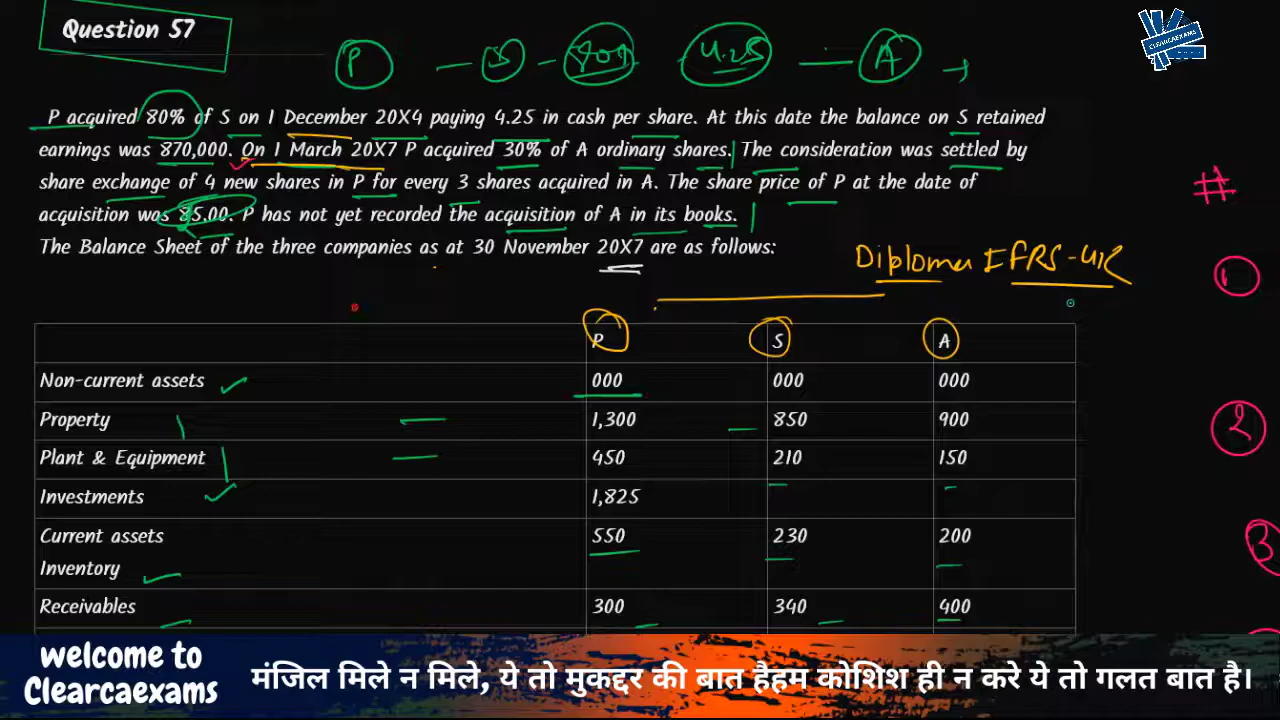 Question 57
P S 80% 4.25 A
CLEARCAEXAMS
P acquired 80% of S on 1 December 20X4 paying 4.25 in cash per share. At this date the balance on S retained
earnings was 870,000. On 1 March 20X7 P acquired 30% of A ordinary shares. The consideration was settled by
share exchange of 4 new shares in P for every 3 shares acquired in A. The share price of P at the date of
acquisition was 85.00. P has not yet recorded the acquisition of A in its books.
The Balance Sheet of the three companies as at 30 November 20X7 are as follows:
Diploma IFRS-UK
#
1
2
3
P S A
Non-current assets 000 000 000
Property 1,300 850 900
Plant & Equipment 450 210 150
Investments 1,825
Current assets 550 230 200
Inventory
Receivables 300 340 400
welcome to
Clearcaexams
मंजिल मिले न मिले, ये तो मुकद्दर की बात हैहम कोशिश ही न करे ये तो गलत बात है।